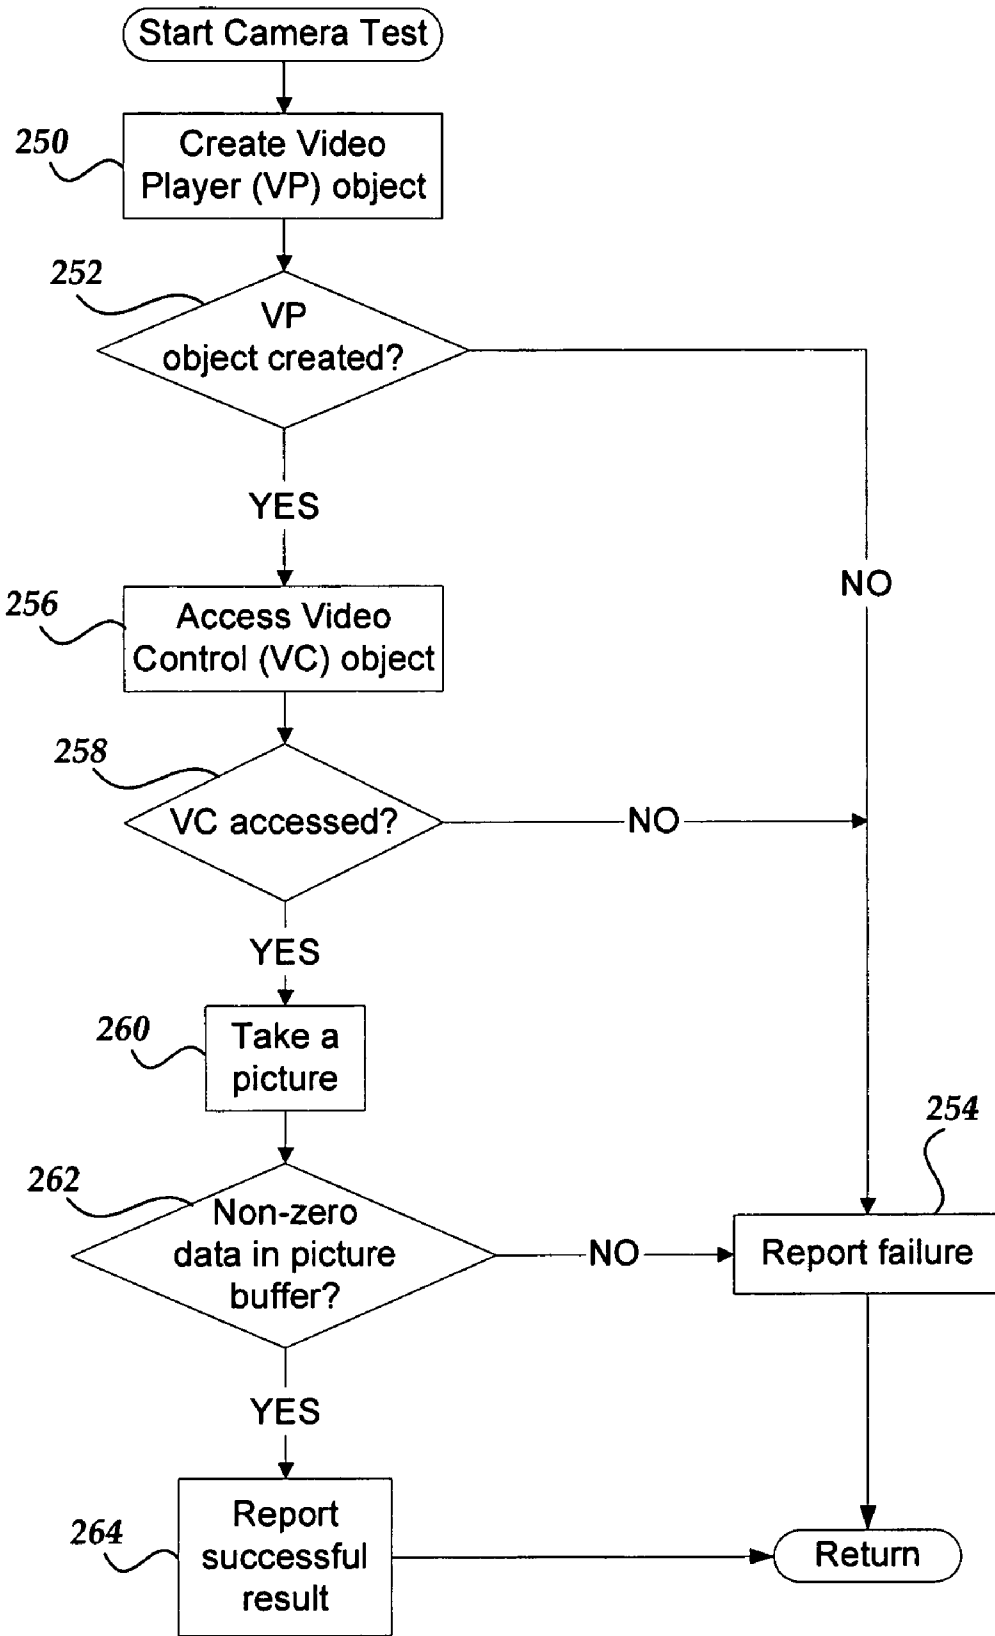 Start Camera Test
250
Create Video
Player (VP) object
252
VP
object created?
YES
NO
256
Access Video
Control (VC) object
258
VC accessed?
NO
YES
260
Take a
picture
254
262
Non-zero
data in picture
buffer?
NO
Report failure
YES
264
Report
successful
result
Return